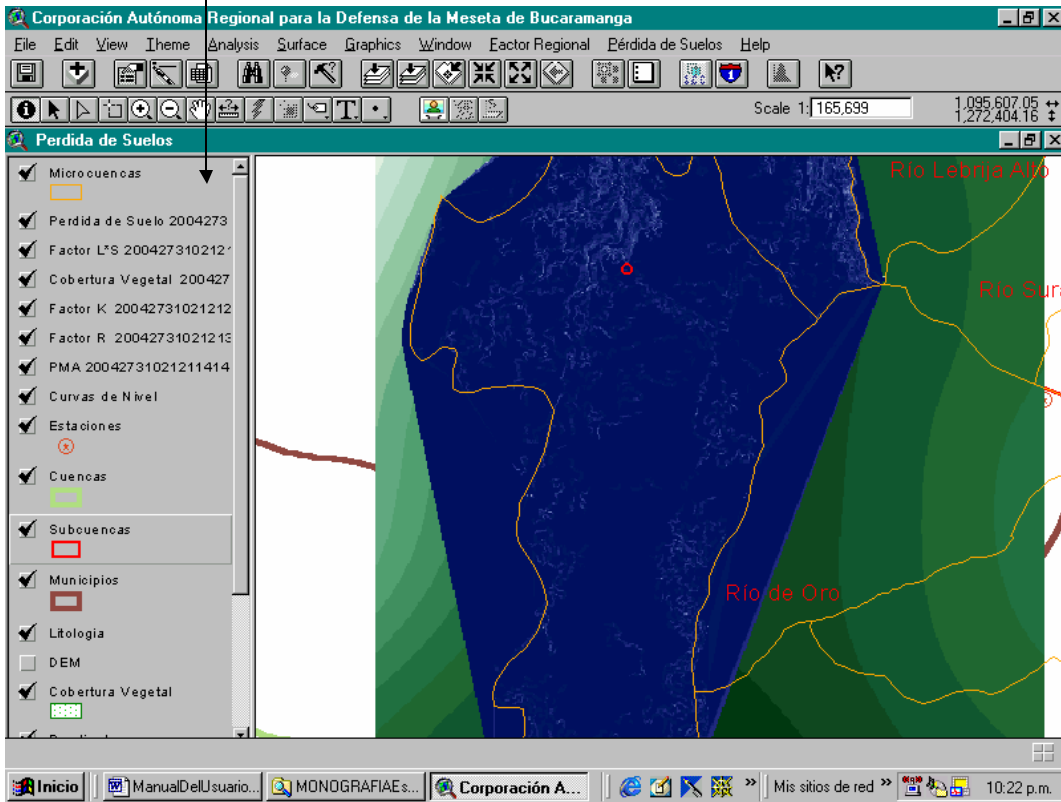 Corporación Autónoma Regional para la Defensa de la Meseta de Bucaramanga
File Edit View Theme Analysis Surface Graphics Window Factor Regional Pérdida de Suelos Help
Scale 1: 165,699
1,095,607.05
1,272,404.16
Perdida de Suelos
Microcuencas
Perdida de Suelo 2004273
Factor L*S 200427310212
Cobertura Vegetal 200427
Factor K 20042731021212
Factor R 20042731021213
PMA 20042731021211414
Curvas de Nivel
Estaciones
Cuencas
Subcuencas
Municipios
Litologia
DEM
Cobertura Vegetal
Río Lebrija Alto
Río Sur
Río de Oro
Inicio
ManualDelUsuario...
MONOGRAFIAEs...
Corporación A...
Mis sitios de red
10:22 p.m.